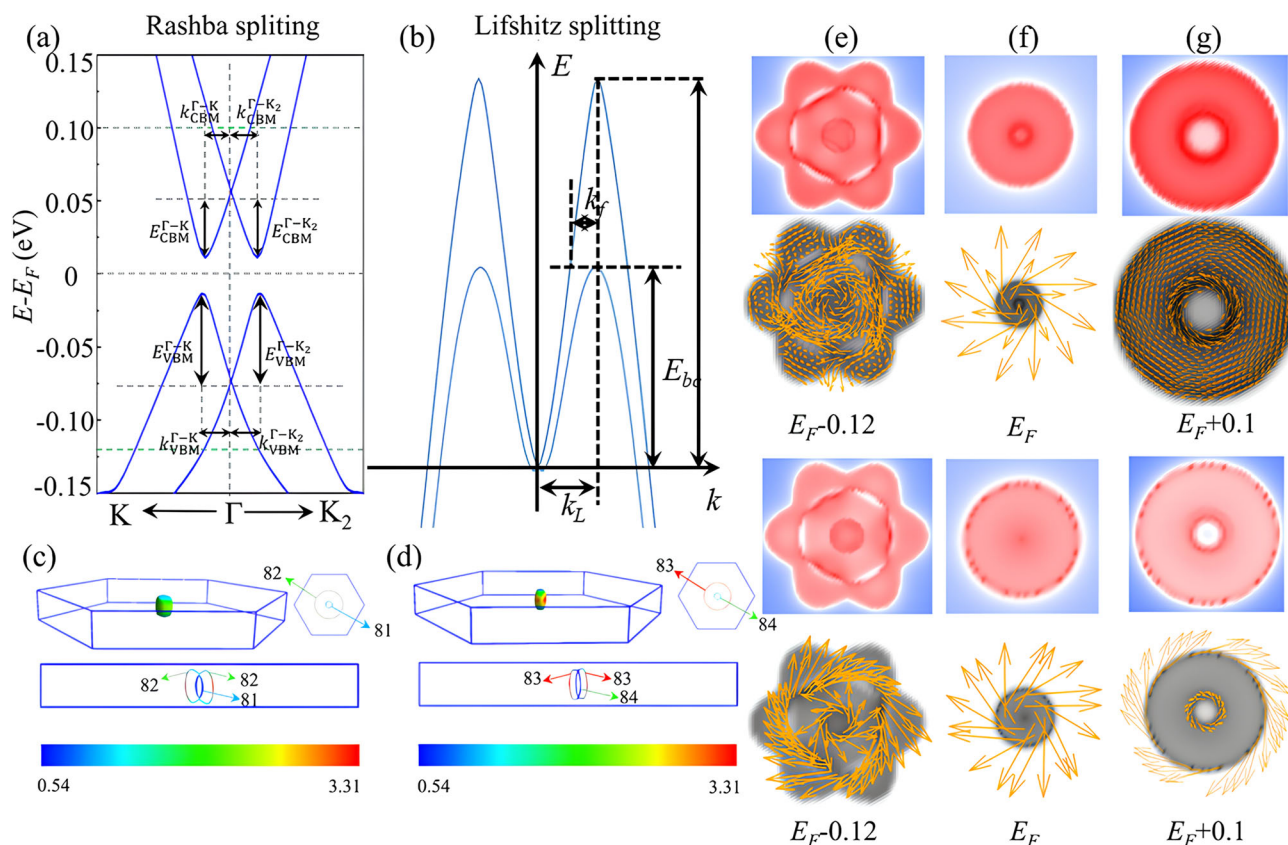 (a) Rashba spliting
(b) Lifshitz splitting
(e) (f) (g)
E-E_F (eV)
0.15
0.10
0.05
0
-0.05
-0.10
-0.15
k_CBM^Γ−K k_CBM^Γ−K₂
E_CBM^Γ−K E_CBM^Γ−K₂
E_VBM^Γ−K E_VBM^Γ−K₂
k_VBM^Γ−K k_VBM^Γ−K₂
K Γ K₂
E
k_f
E_bc
k_L
k
E_F-0.12 E_F E_F+0.1
(c)
82
81
82 82
81
0.54 3.31
(d)
83
84
83 83
84
0.54 3.31
E_F-0.12 E_F E_F+0.1